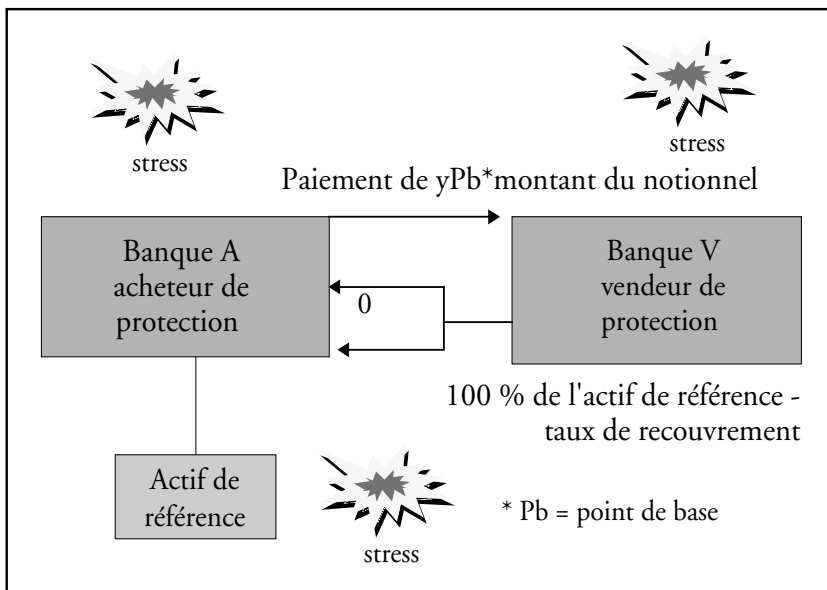 stress
stress
Paiement de yPb*montant du notionnel
Banque A
acheteur de
protection
0
Banque V
vendeur de
protection
100 % de l'actif de référence -
taux de recouvrement
Actif de
référence
stress
* Pb = point de base